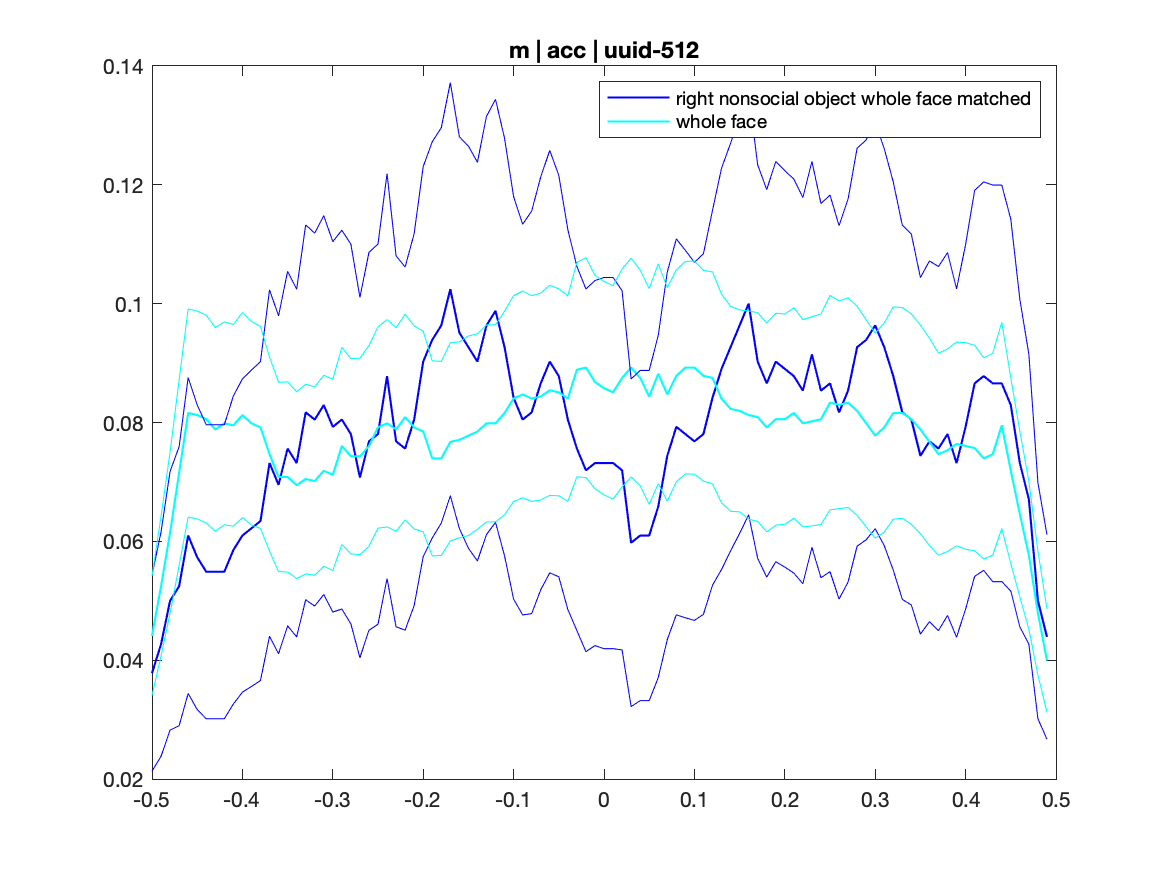 m | acc | uuid-512
right nonsocial object whole face matched
whole face
0.14
0.12
0.1
0.08
0.06
0.04
0.02
-0.5 -0.4 -0.3 -0.2 -0.1 0 0.1 0.2 0.3 0.4 0.5